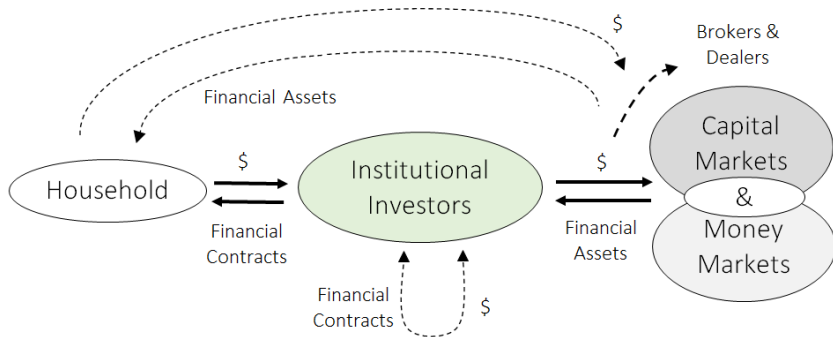 $
Brokers &
Dealers
Financial Assets
Capital
Markets
&
Money
Markets
Household
$
Financial
Contracts
Institutional
Investors
$
Financial
Assets
Financial
Contracts
$